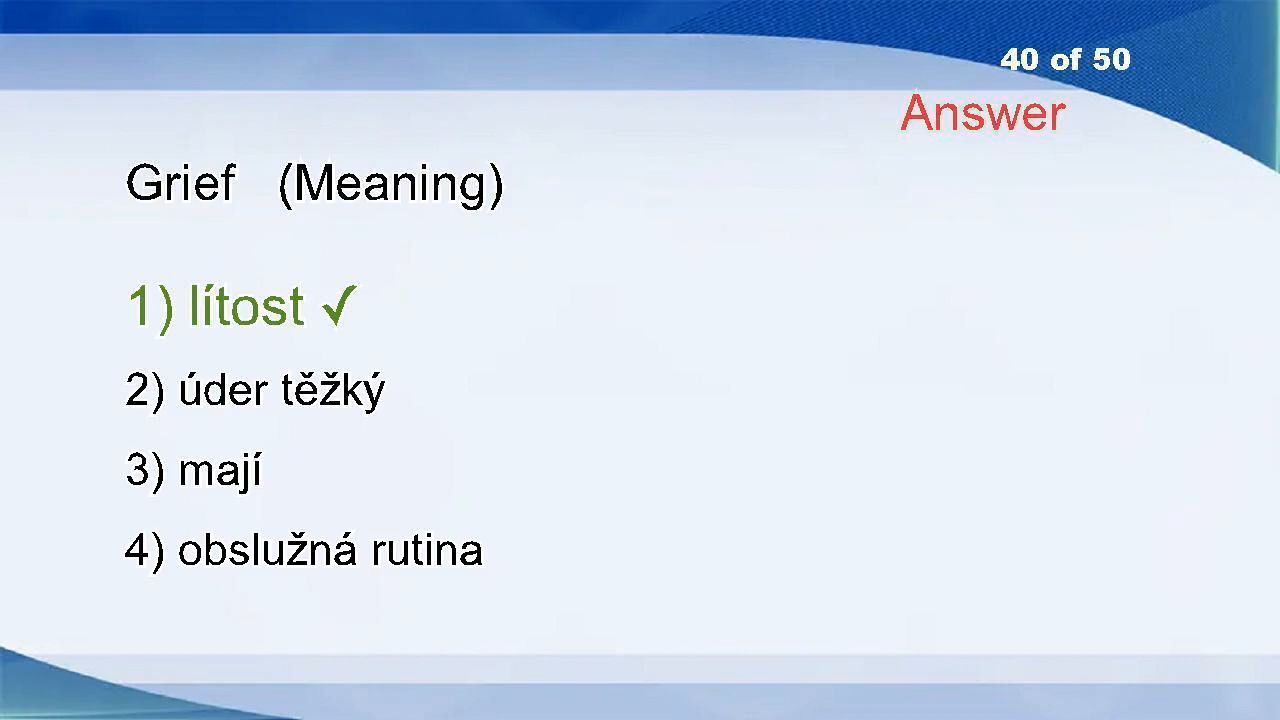 40 of 50
Answer
Grief (Meaning)
1) lítost ✓
2) úder těžký
3) mají
4) obslužná rutina